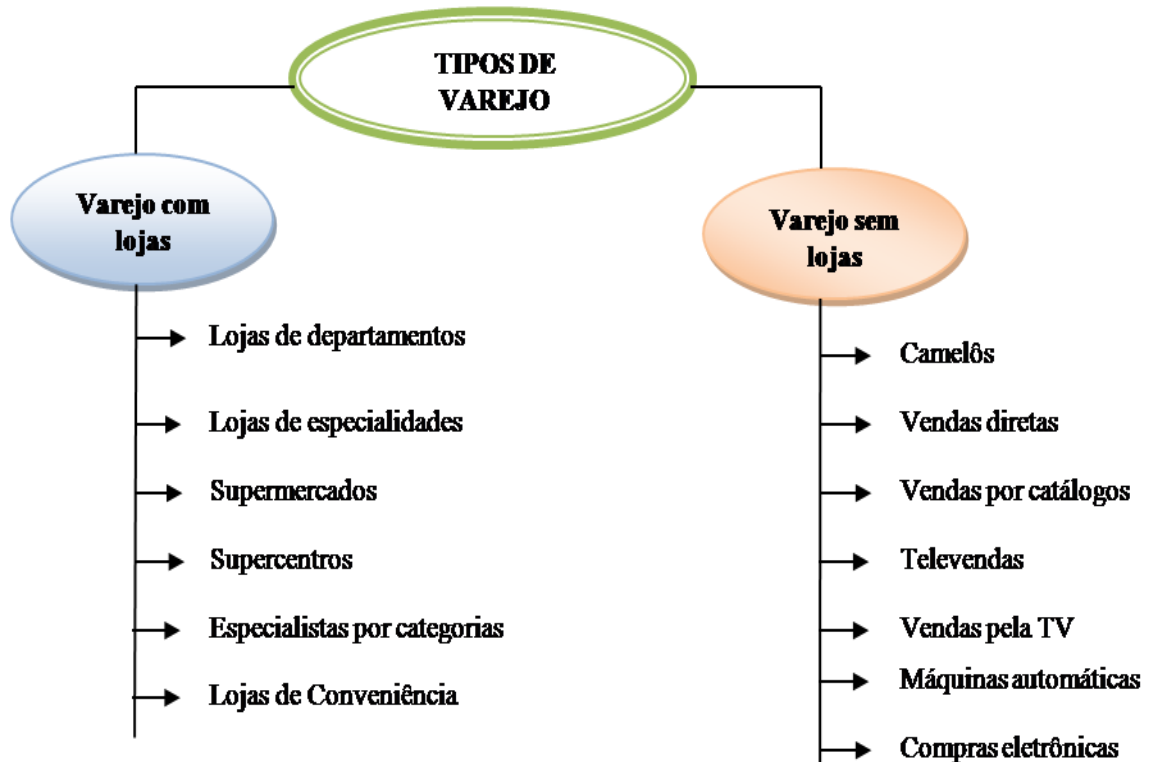 TIPOS DE
VAREJO
Varejo com
lojas
Lojas de departamentos
Lojas de especialidades
Supermercados
Supercentros
Especialistas por categorias
Lojas de Conveniência
Varejo sem
lojas
Camelôs
Vendas diretas
Vendas por catálogos
Televendas
Vendas pela TV
Máquinas automáticas
Compras eletrônicas